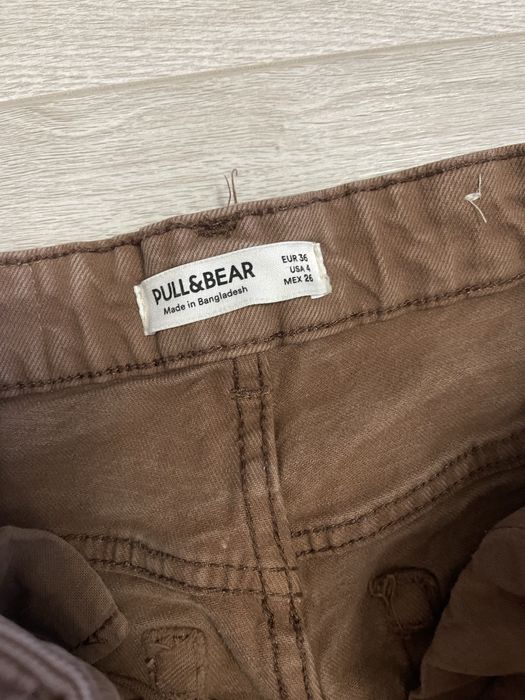 PULL&BEAR
Made in Bangladesh
EUR 36
USA 4
MEX 26